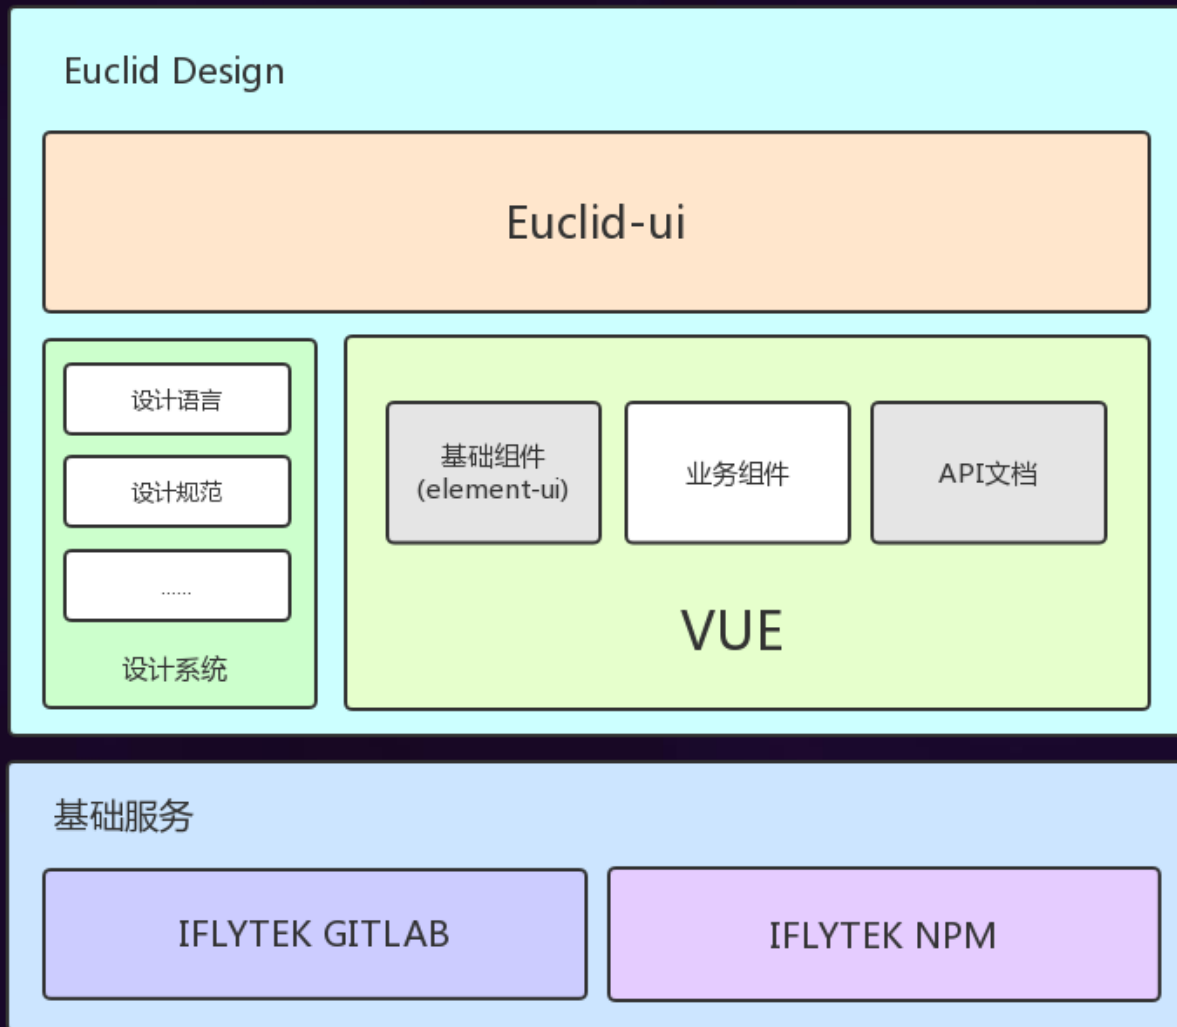 Euclid Design
Euclid-ui
设计语言
设计规范
......
设计系统
基础组件
(element-ui)
业务组件
API文档
VUE
基础服务
IFLYTEK GITLAB
IFLYTEK NPM